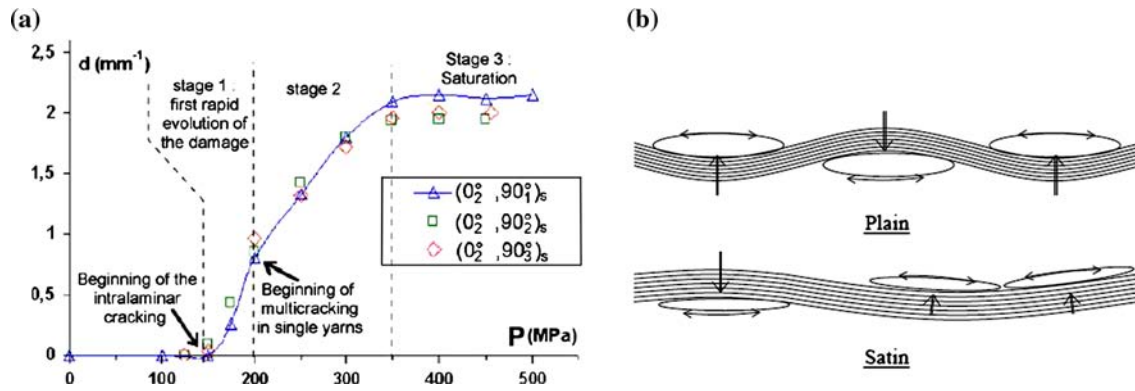 (a)
d (mm⁻¹)
2,5
2
1,5
1
0,5
0
stage 1 :
first rapid
evolution of
the damage
stage 2
Stage 3 :
Saturation
(0°₂ ,90°₁)ₛ
(0°₂ ,90°₂)ₛ
(0°₂ ,90°₃)ₛ
Beginning of the
intralaminar
cracking
Beginning of
multicracking
in single yarns
P(MPa)
0 100 200 300 400 500
(b)
Plain
Satin